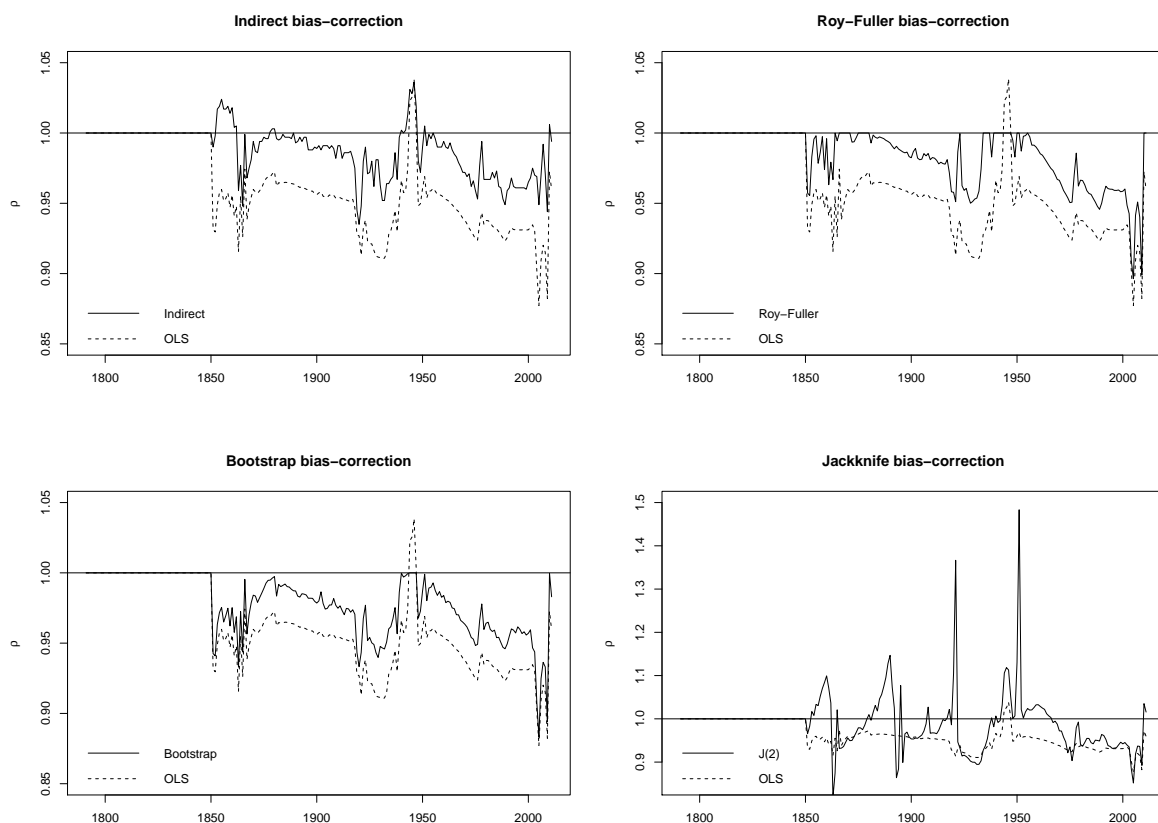 Indirect bias−correction
ρ
1.05
1.00
0.95
0.90
0.85
Indirect
OLS
1800 1850 1900 1950 2000
Roy−Fuller bias−correction
ρ
1.05
1.00
0.95
0.90
0.85
Roy−Fuller
OLS
1800 1850 1900 1950 2000
Bootstrap bias−correction
ρ
1.05
1.00
0.95
0.90
0.85
Bootstrap
OLS
1800 1850 1900 1950 2000
Jackknife bias−correction
ρ
1.5
1.4
1.3
1.2
1.1
1.0
0.9
J(2)
OLS
1800 1850 1900 1950 2000